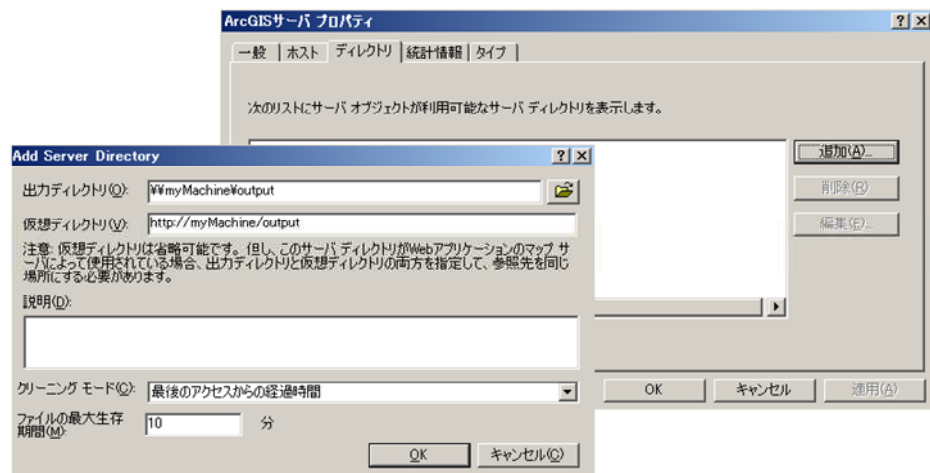 ArcGISサーバ プロパティ
一般 ホスト ディレクトリ 統計情報 タイプ
次のリストにサーバ オブジェクトが利用可能なサーバ ディレクトリを表示します。
追加(A)...
削除(R)
編集(E)...
OK キャンセル 適用(A)
Add Server Directory
出力ディレクトリ(O): ¥¥myMachine¥output
仮想ディレクトリ(V): http://myMachine/output
注意: 仮想ディレクトリは省略可能です。但し、このサーバ ディレクトリがWebアプリケーションのマップ サ
ーバによって使用されている場合、出力ディレクトリと仮想ディレクトリの両方を指定して、参照先を同じ
場所にする必要があります。
説明(D):
クリーニング モード(C): 最後のアクセスからの経過時間
ファイルの最大生存
期間(M): 10 分
OK キャンセル(C)